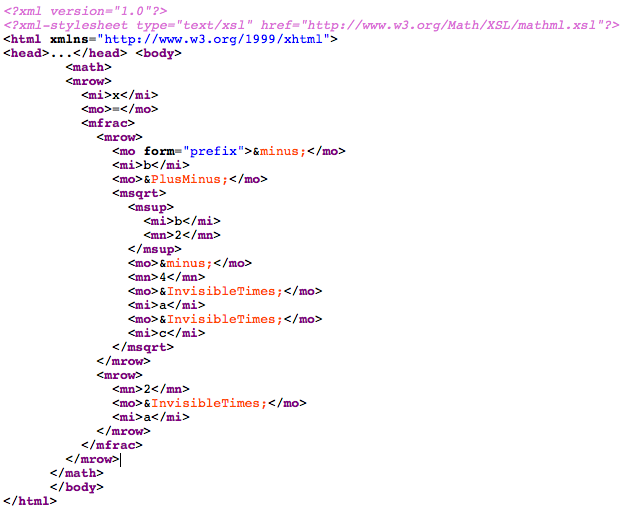 <?xml version="1.0"?>
<?xml-stylesheet type="text/xsl" href="http://www.w3.org/Math/XSL/mathml.xsl"?>
<html xmlns="http://www.w3.org/1999/xhtml">
<head>...</head> <body>
<math>
<mrow>
<mi>x</mi>
<mo>=</mo>
<mfrac>
<mrow>
<mo form="prefix">&minus;</mo>
<mi>b</mi>
<mo>&PlusMinus;</mo>
<msqrt>
<msup>
<mi>b</mi>
<mn>2</mn>
</msup>
<mo>&minus;</mo>
<mn>4</mn>
<mo>&InvisibleTimes;</mo>
<mi>a</mi>
<mo>&InvisibleTimes;</mo>
<mi>c</mi>
</msqrt>
</mrow>
<mrow>
<mn>2</mn>
<mo>&InvisibleTimes;</mo>
<mi>a</mi>
</mrow>
</mfrac>
</mrow>
</math>
</body>
</html>